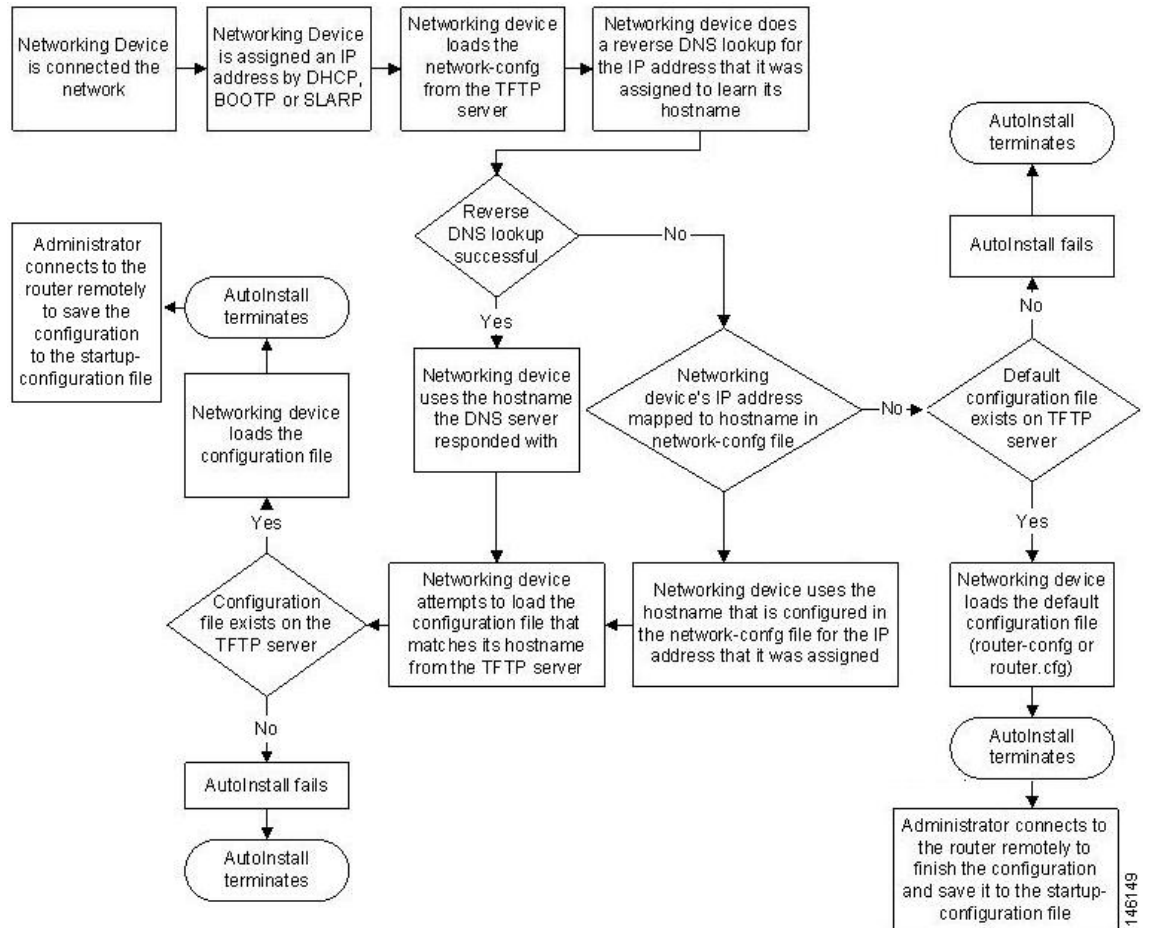 Networking Device
is connected the
network
Networking Device
is assigned an IP
address by DHCP,
BOOTP or SLARP
Networking device
loads the
network-confg
from the TFTP
server
Networking device does
a reverse DNS lookup for
the IP address that it was
assigned to learn its
hostname
Reverse
DNS lookup
successful
No
Yes
Networking device
uses the hostname
the DNS server
responded with
Networking
device's IP address
mapped to hostname in
network-confg file
No
Default
configuration file
exists on TFTP
server
No
AutoInstall fails
AutoInstall
terminates
Yes
Networking device
loads the default
configuration file
(router-confg or
router.cfg)
AutoInstall
terminates
Administrator connects to
the router remotely to
finish the configuration
and save it to the startup-
configuration file
Networking device uses the
hostname that is configured in
the network-confg file for the IP
address that it was assigned
Networking device
attempts to load the
configuration file that
matches its hostname
from the TFTP server
Configuration
file exists on the
TFTP server
Yes
Networking device
loads the
configuration file
AutoInstall
terminates
Administrator
connects to the
router remotely
to save the
configuration
to the startup-
configuration file
No
AutoInstall fails
AutoInstall
terminates
146149